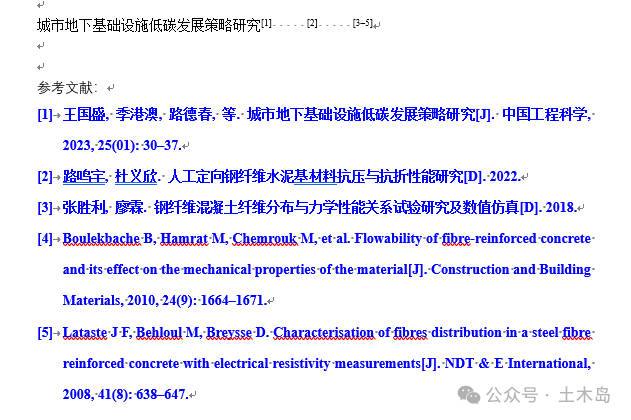 城市地下基础设施低碳发展策略研究[1] [2] [3–5]
参考文献：
[1] 王国盛, 季港澳, 路德春, 等. 城市地下基础设施低碳发展策略研究[J]. 中国工程科学,
2023, 25(01): 30–37.
[2] 路鸣宇, 杜义欣. 人工定向钢纤维水泥基材料抗压与抗折性能研究[D]. 2022.
[3] 张胜利, 廖霖. 钢纤维混凝土纤维分布与力学性能关系试验研究及数值仿真[D]. 2018.
[4] Boulekbache B, Hamrat M, Chemrouk M, et al. Flowability of fibre-reinforced concrete
and its effect on the mechanical properties of the material[J]. Construction and Building
Materials, 2010, 24(9): 1664–1671.
[5] Lataste J F, Behloul M, Breysse D. Characterisation of fibres distribution in a steel fibre
reinforced concrete with electrical resistivity measurements[J]. NDT & E International,
2008, 41(8): 638–647.
公众号 · 土木岛